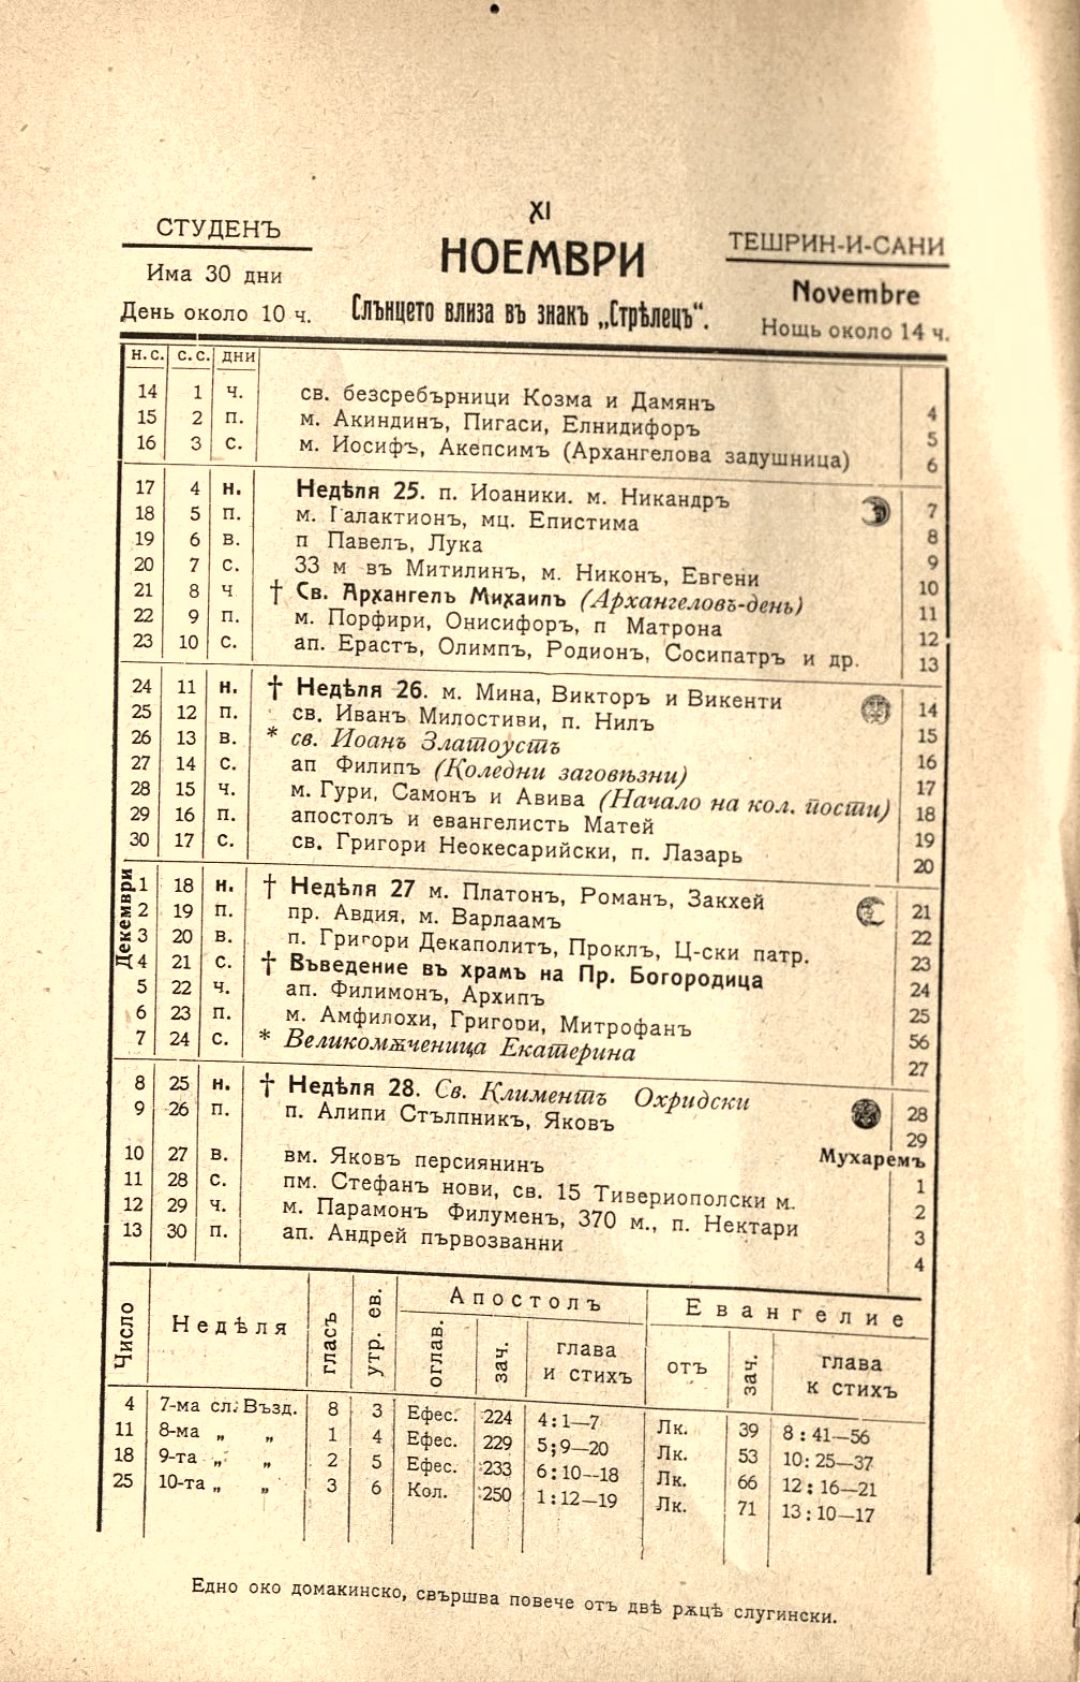 XI
СТУДЕНЪ
НОЕМВРИ
ТЕШРИН-И-САНИ
Има 30 дни
Novembre
День около 10 ч.
Слънцето влиза въ знакъ „Стрѣлецъ“.
Нощь около 14 ч.
н. с. с. с. дни
14 1 ч. св. безсребърници Козма и Дамянъ 4
15 2 п. м. Акиндинъ, Пигаси, Елнидифоръ 5
16 3 с. м. Иосифъ, Акепсимъ (Архангелова задушница) 6
17 4 н. Недѣля 25. п. Иоаники. м. Никандръ 7
18 5 п. м. Галактионъ, мц. Епистима 8
19 6 в. п Павелъ, Лука 9
20 7 с. 33 м въ Митилинъ, м. Никонъ, Евгени 10
21 8 ч † Св. Архангелъ Михаилъ (Архангеловъ-день) 11
22 9 п. м. Порфири, Онисифоръ, п Матрона 12
23 10 с. ап. Ерастъ, Олимпъ, Родионъ, Сосипатръ и др. 13
24 11 н. † Недѣля 26. м. Мина, Викторъ и Викенти 14
25 12 п. св. Иванъ Милостиви, п. Нилъ 15
26 13 в. * св. Иоанъ Златоустъ 16
27 14 с. ап Филипъ (Коледни заговѣзни) 17
28 15 ч. м. Гури, Самонъ и Авива (Начало на кол. пости) 18
29 16 п. апостолъ и евангелистъ Матей 19
30 17 с. св. Григори Неокесарийски, п. Лазарь 20
Декември
1 18 н. † Недѣля 27 м. Платонъ, Романъ, Закхей 21
2 19 п. пр. Авдия, м. Варлаамъ 22
3 20 в. п. Григори Декаполитъ, Проклъ, Ц-ски патр. 23
4 21 с. † Въведение въ храмъ на Пр. Богородица 24
5 22 ч. ап. Филимонъ, Архипъ 25
6 23 п. м. Амфилохи, Григори, Митрофанъ 56
7 24 с. * Великомѫченица Екатерина 27
8 25 н. † Недѣля 28. Св. Климентъ Охридски 28
9 26 п. п. Алипи Стълпникъ, Яковъ 29
Мухаремъ
10 27 в. вм. Яковъ персиянинъ 1
11 28 с. пм. Стефанъ нови, св. 15 Тивериополски м. 2
12 29 ч. м. Парамонъ Филуменъ, 370 м., п. Нектари 3
13 30 п. ап. Андрей първозванни 4
Число Недѣля гласъ утр. ев. Апостолъ Евангелие
оглав. зач. глава и стихъ отъ зач. глава к стихъ
4 7-ма сл. Възд. 8 3 Ефес. 224 4:1—7 Лк. 39 8:41—56
11 8-ма „ „ 1 4 Ефес. 229 5;9—20 Лк. 53 10:25—37
18 9-та „ „ 2 5 Ефес. 233 6:10—18 Лк. 66 12:16—21
25 10-та „ „ 3 6 Кол. 250 1:12—19 Лк. 71 13:10—17
Едно око домакинско, свършва повече отъ двѣ рѫцѣ слугински.